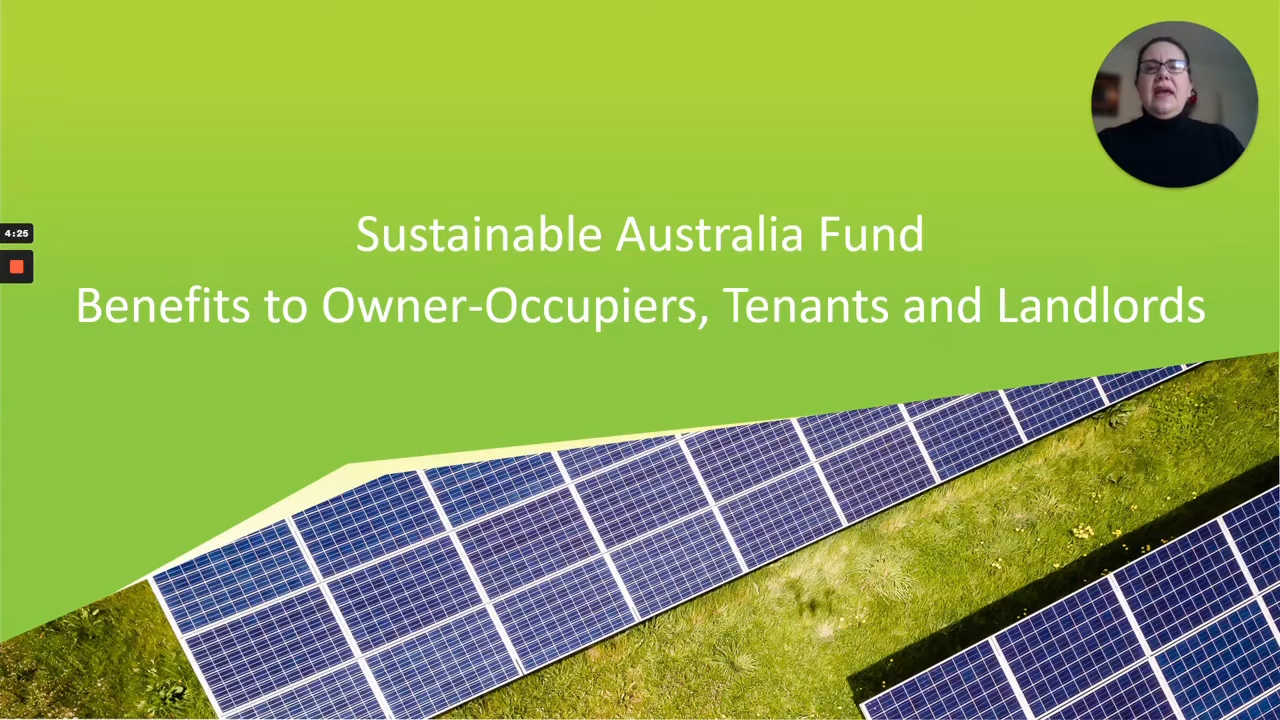 Sustainable Australia Fund
Benefits to Owner-Occupiers, Tenants and Landlords
4:25